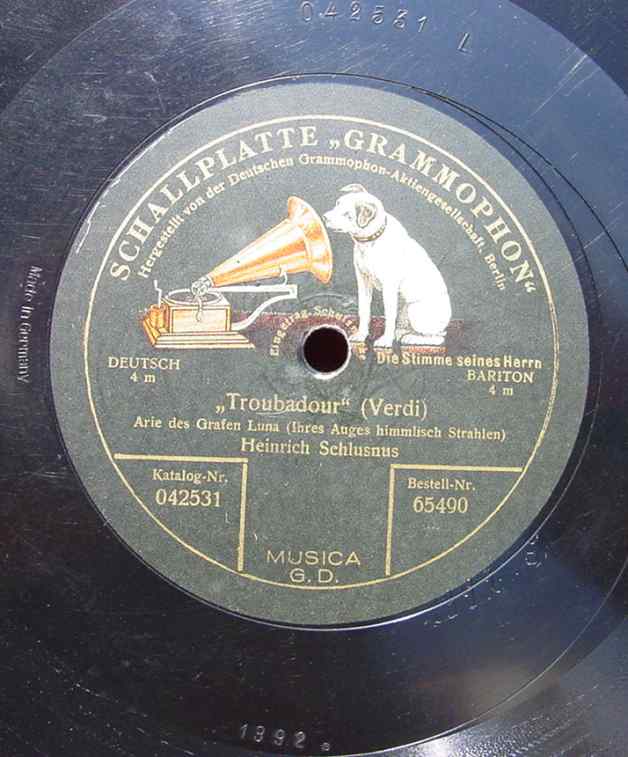 042531 L
SCHALLPLATTE „GRAMMOPHON“
Hergestellt von der Deutschen Grammophon-Aktiengesellschaft, Berlin
Made in Germany
Eingetrag.
Die Stimme seines Herrn
DEUTSCH
4 m
BARITON
4 m
„Troubadour“ (Verdi)
Arie des Grafen Luna (Ihres Auges himmlisch Strahlen)
Heinrich Schlusnus
Katalog-Nr.
042531
Bestell-Nr.
65490
MUSICA
G.D.